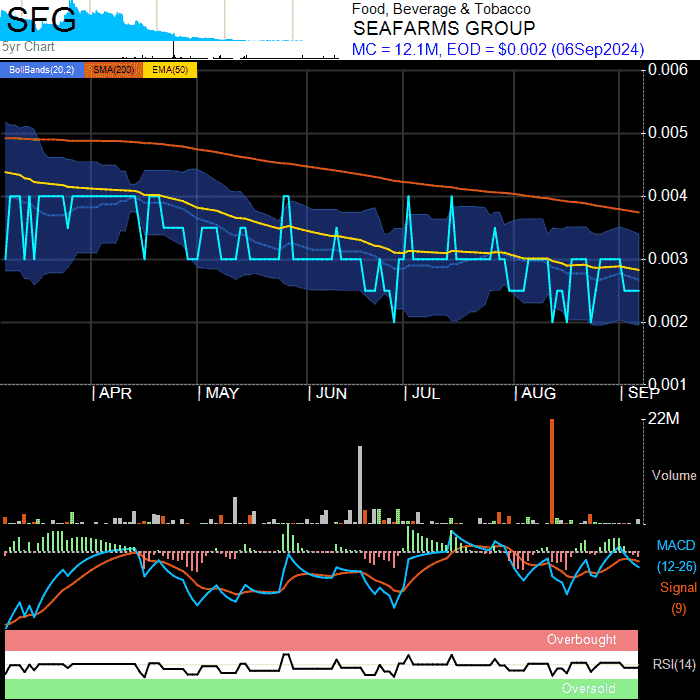 SFG
5yr Chart
Food, Beverage & Tobacco
SEAFARMS GROUP
MC = 12.1M, EOD = $0.002 (06Sep2024)
BollBands(20,2) SMA(200) EMA(50)
0.006
0.005
0.004
0.003
0.002
0.001
APR MAY JUN JUL AUG SEP
22M
Volume
MACD
(12-26)
Signal
(9)
Overbought
RSI(14)
Oversold